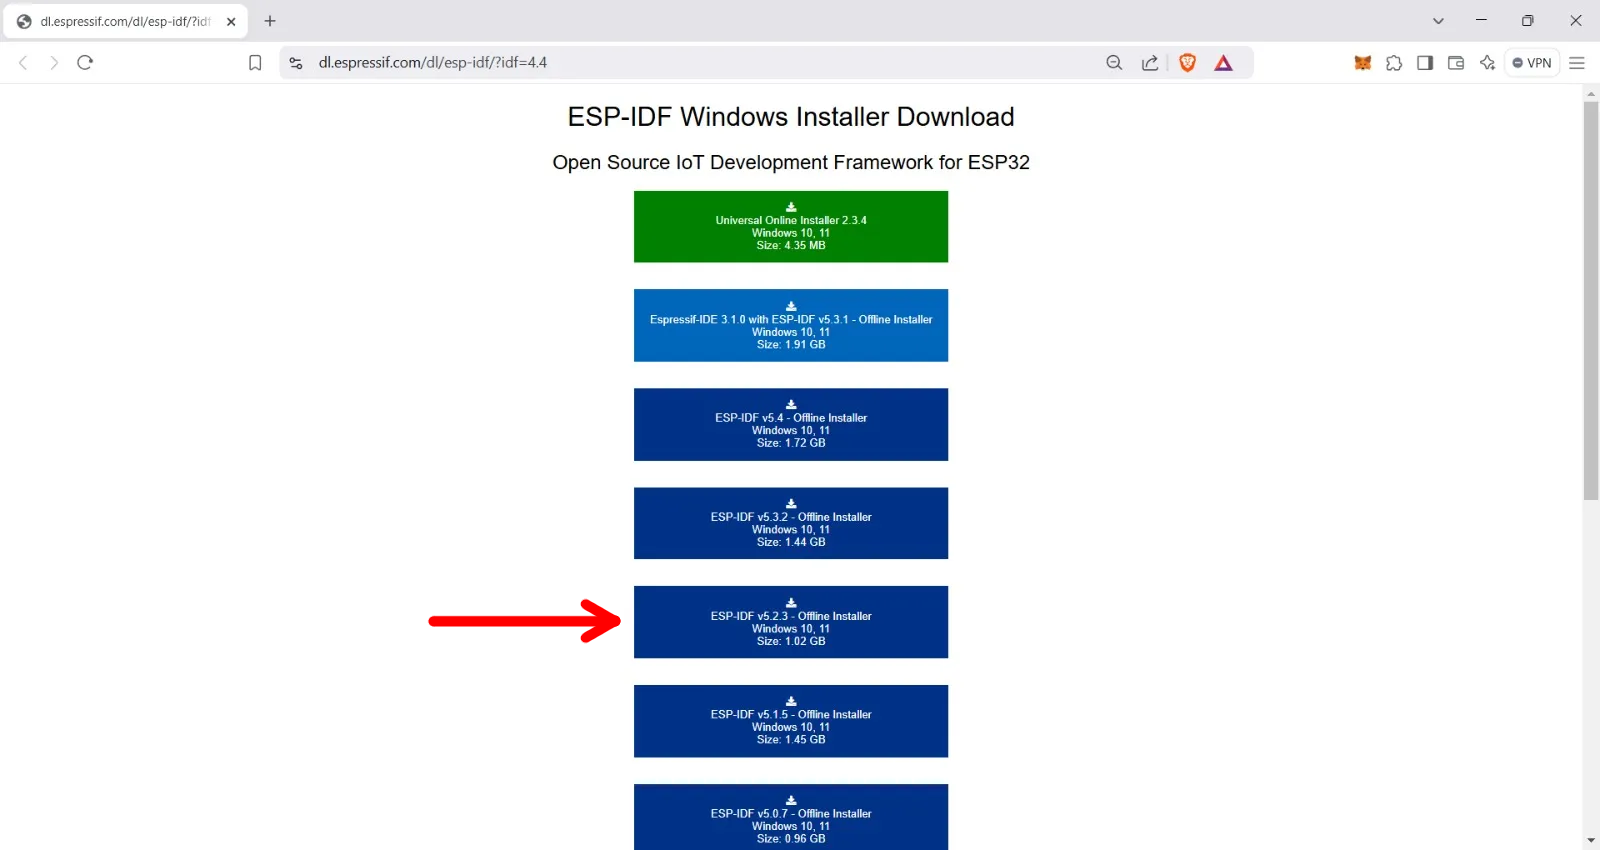 dl.espressif.com/dl/esp-idf/?idf
dl.espressif.com/dl/esp-idf/?idf=4.4
VPN
ESP-IDF Windows Installer Download
Open Source IoT Development Framework for ESP32
Universal Online Installer 2.3.4
Windows 10, 11
Size: 4.35 MB
Espressif-IDE 3.1.0 with ESP-IDF v5.3.1 - Offline Installer
Windows 10, 11
Size: 1.91 GB
ESP-IDF v5.4 - Offline Installer
Windows 10, 11
Size: 1.72 GB
ESP-IDF v5.3.2 - Offline Installer
Windows 10, 11
Size: 1.44 GB
ESP-IDF v5.2.3 - Offline Installer
Windows 10, 11
Size: 1.02 GB
ESP-IDF v5.1.5 - Offline Installer
Windows 10, 11
Size: 1.45 GB
ESP-IDF v5.0.7 - Offline Installer
Windows 10, 11
Size: 0.96 GB